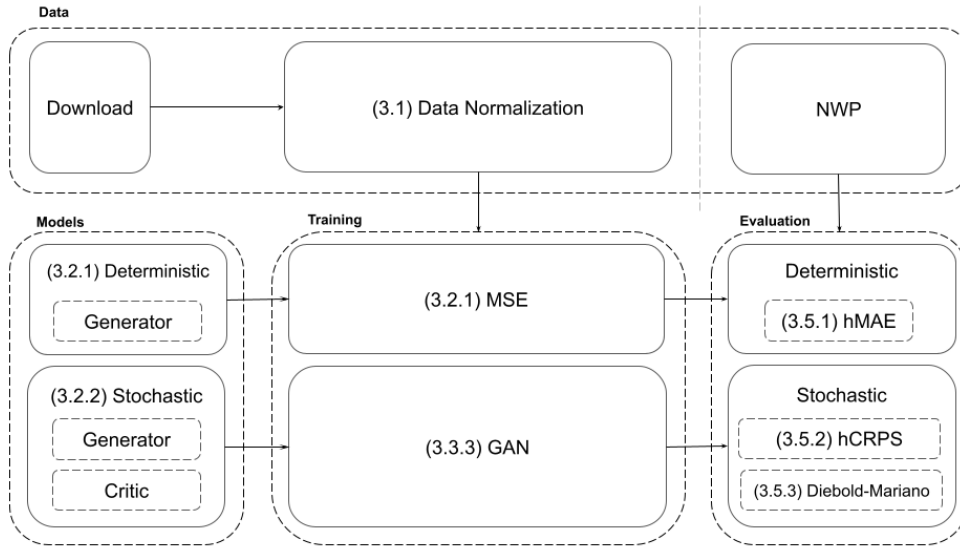 Data
Download
(3.1) Data Normalization
NWP
Models
Training
Evaluation
(3.2.1) Deterministic
Generator
(3.2.1) MSE
Deterministic
(3.5.1) hMAE
(3.2.2) Stochastic
Generator
Critic
(3.3.3) GAN
Stochastic
(3.5.2) hCRPS
(3.5.3) Diebold-Mariano